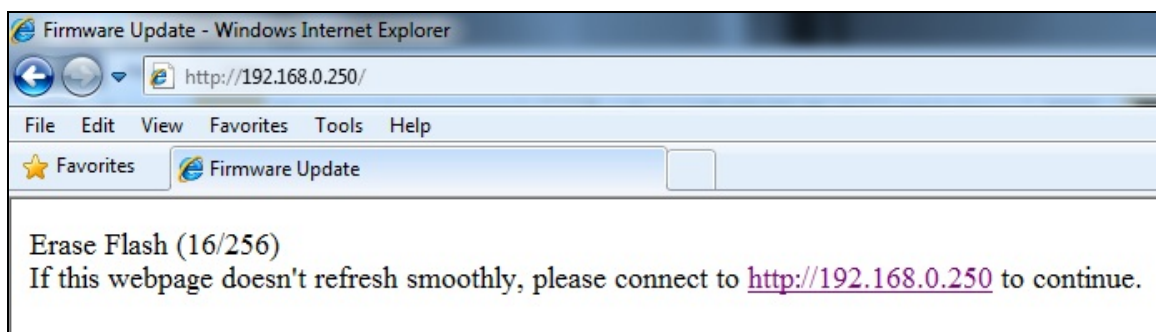 Firmware Update - Windows Internet Explorer
http://192.168.0.250/
File Edit View Favorites Tools Help
Favorites Firmware Update
Erase Flash (16/256)
If this webpage doesn't refresh smoothly, please connect to http://192.168.0.250 to continue.